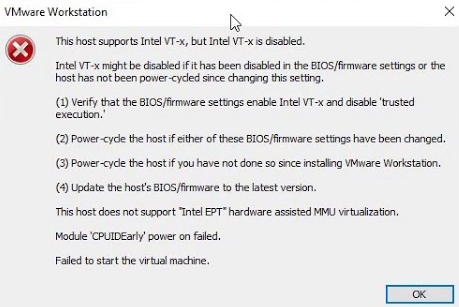 VMware Workstation
This host supports Intel VT-x, but Intel VT-x is disabled.
Intel VT-x might be disabled if it has been disabled in the BIOS/firmware settings or the
host has not been power-cycled since changing this setting.
(1) Verify that the BIOS/firmware settings enable Intel VT-x and disable 'trusted
execution.'
(2) Power-cycle the host if either of these BIOS/firmware settings have been changed.
(3) Power-cycle the host if you have not done so since installing VMware Workstation.
(4) Update the host's BIOS/firmware to the latest version.
This host does not support "Intel EPT" hardware assisted MMU virtualization.
Module 'CPUIDEarly' power on failed.
Failed to start the virtual machine.
OK